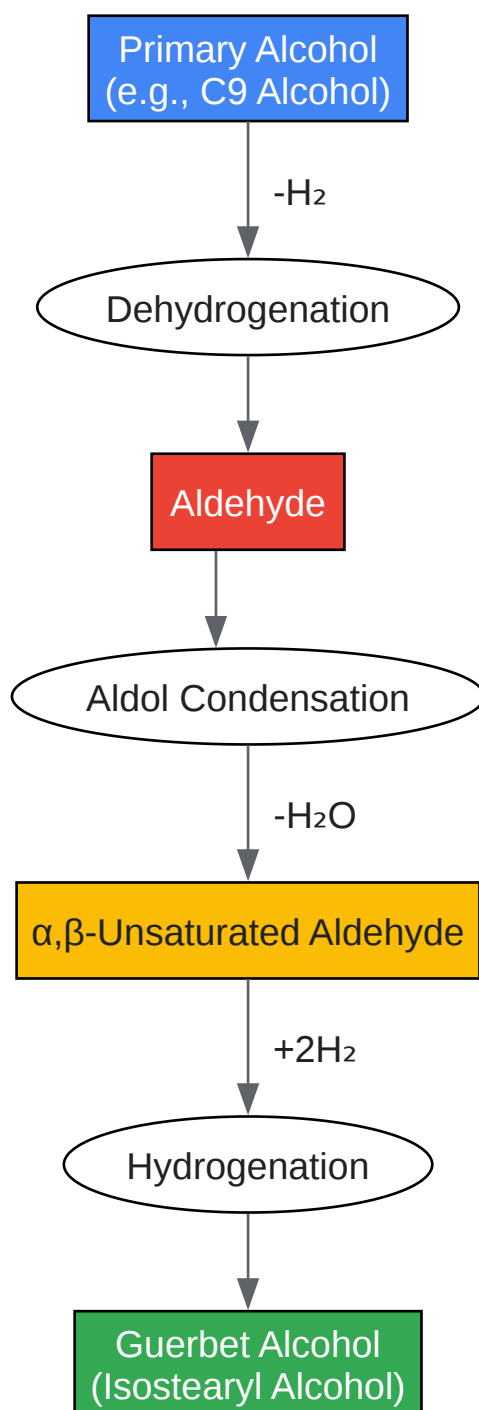 Primary Alcohol
(e.g., C9 Alcohol)
-H₂
Dehydrogenation
Aldehyde
Aldol Condensation
-H₂O
α,β-Unsaturated Aldehyde
+2H₂
Hydrogenation
Guerbet Alcohol
(Isostearyl Alcohol)